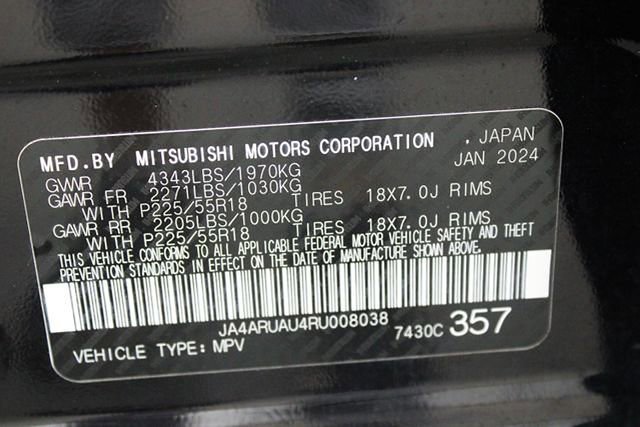 MFD.BY MITSUBISHI MOTORS CORPORATION , JAPAN
GVWR 4343LBS/1970KG JAN 2024
GAWR FR 2271LBS/1030KG
WITH P225/55R18 TIRES 18X7.0J RIMS
GAWR RR 2205LBS/1000KG
WITH P225/55R18 TIRES 18X7.0J RIMS
THIS VEHICLE CONFORMS TO ALL APPLICABLE FEDERAL MOTOR VEHICLE SAFETY AND THEFT
PREVENTION STANDARDS IN EFFECT ON THE DATE OF MANUFACTURE SHOWN ABOVE.
JA4ARUAU4RU008038 7430C 357
VEHICLE TYPE: MPV